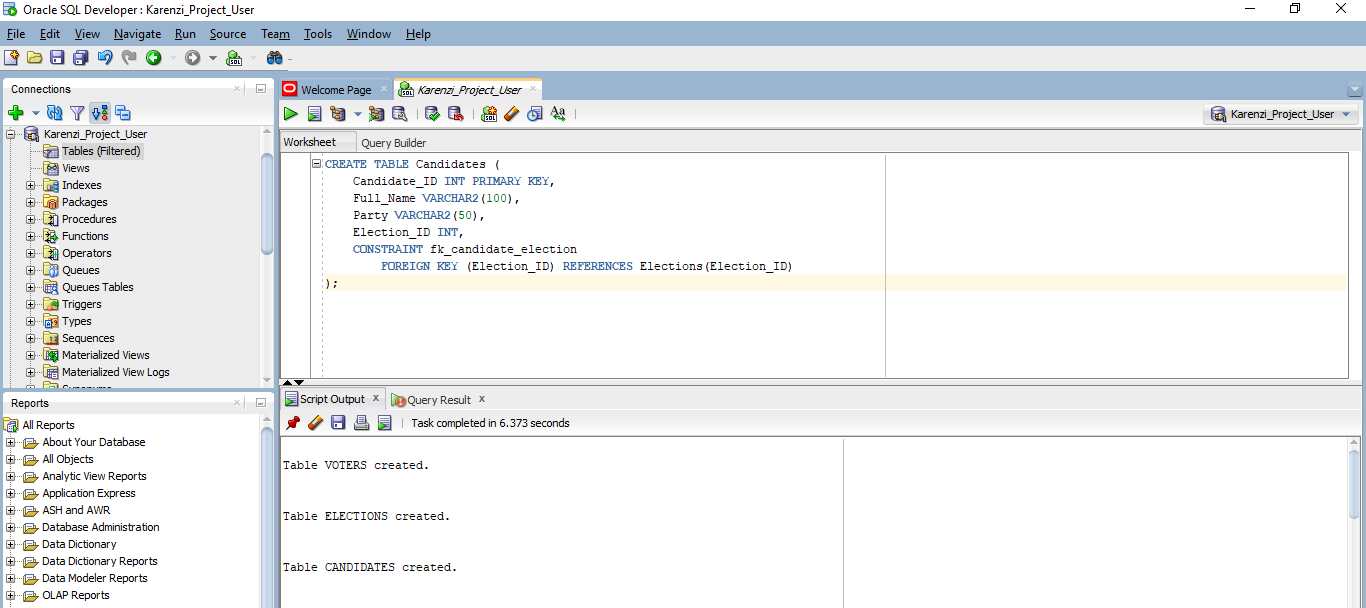 Oracle SQL Developer : Karenzi_Project_User
File Edit View Navigate Run Source Team Tools Window Help
Connections
Karenzi_Project_User
Tables (Filtered)
Views
Indexes
Packages
Procedures
Functions
Operators
Queues
Queues Tables
Triggers
Types
Sequences
Materialized Views
Materialized View Logs
Synonyms
Reports
All Reports
About Your Database
All Objects
Analytic View Reports
Application Express
ASH and AWR
Database Administration
Data Dictionary
Data Dictionary Reports
Data Modeler Reports
OLAP Reports
Welcome Page Karenzi_Project_User
Karenzi_Project_User
Worksheet Query Builder
CREATE TABLE Candidates (
Candidate_ID INT PRIMARY KEY,
Full_Name VARCHAR2(100),
Party VARCHAR2(50),
Election_ID INT,
CONSTRAINT fk_candidate_election
FOREIGN KEY (Election_ID) REFERENCES Elections(Election_ID)
);
Script Output x Query Result x
Task completed in 6.373 seconds
Table VOTERS created.
Table ELECTIONS created.
Table CANDIDATES created.